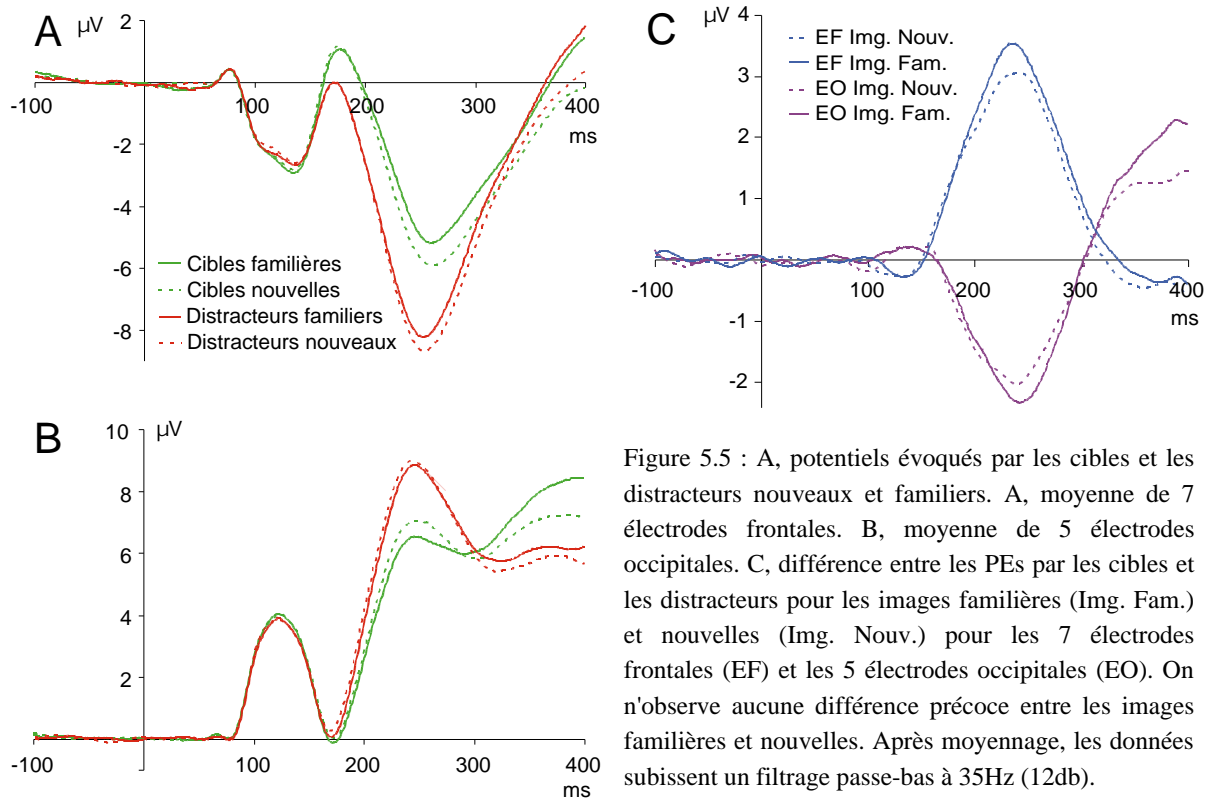 A
µV
2
-100
100
200
300
400
ms
-2
-4
-6
-8
Cibles familières
Cibles nouvelles
Distracteurs familiers
Distracteurs nouveaux
C
µV
4
EF Img. Nouv.
EF Img. Fam.
EO Img. Nouv.
EO Img. Fam.
3
2
1
-100
100
200
300
400
ms
-1
-2
B
10
µV
8
6
4
2
-100
100
200
300
400
ms
Figure 5.5 : A, potentiels évoqués par les cibles et les
distracteurs nouveaux et familiers. A, moyenne de 7
électrodes frontales. B, moyenne de 5 électrodes
occipitales. C, différence entre les PEs par les cibles et
les distracteurs pour les images familières (Img. Fam.)
et nouvelles (Img. Nouv.) pour les 7 électrodes
frontales (EF) et les 5 électrodes occipitales (EO). On
n'observe aucune différence précoce entre les images
familières et nouvelles. Après moyennage, les données
subissent un filtrage passe-bas à 35Hz (12db).